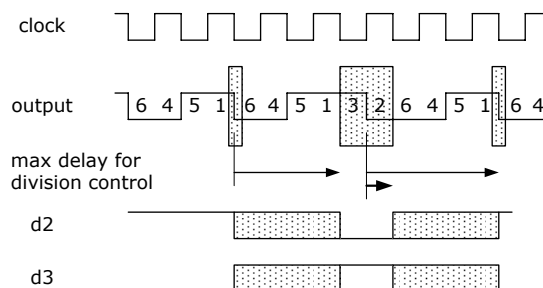 clock
output 6 4 5 1 6 4 5 1 3 2 6 4 5 1 6 4
max delay for
division control
d2
d3